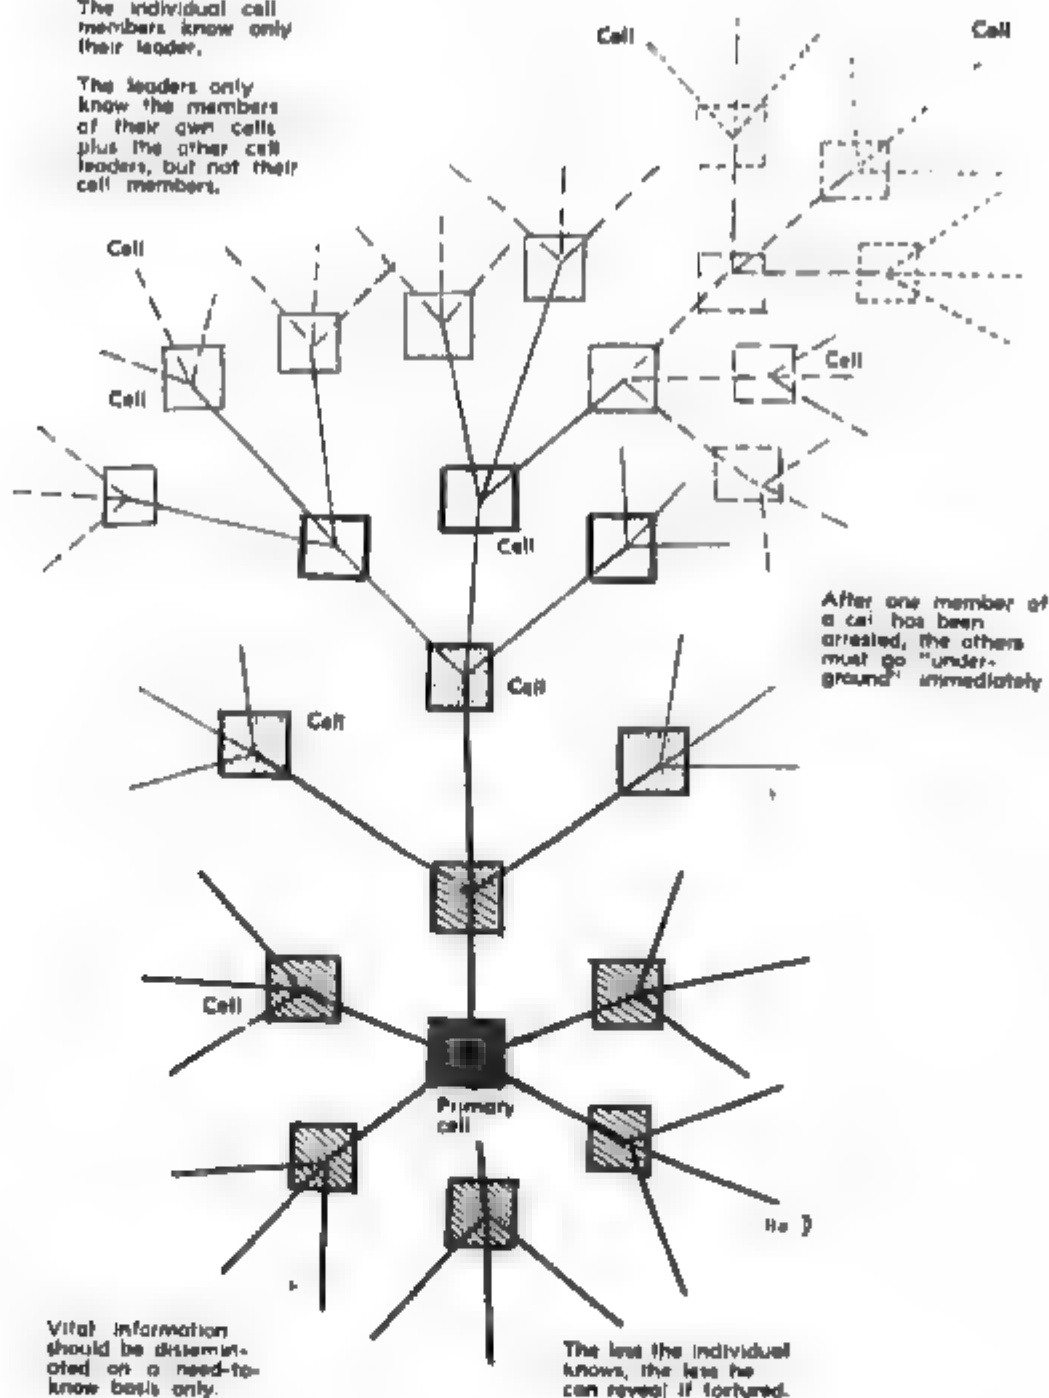 The individual cell
members know only
their leader.
The leaders only
know the members
of their own cells
plus the other cell
leaders, but not their
cell members.
Cell
Cell
Cell
Cell
Cell
Cell
After one member of
a cell has been
arrested, the others
must go "under-
ground" immediately
Cell
Cell
Cell
Primary
cell
Vital information
should be dissemin-
ated on a need-to-
know basis only.
The less the individual
knows, the less he
can reveal if tortured.